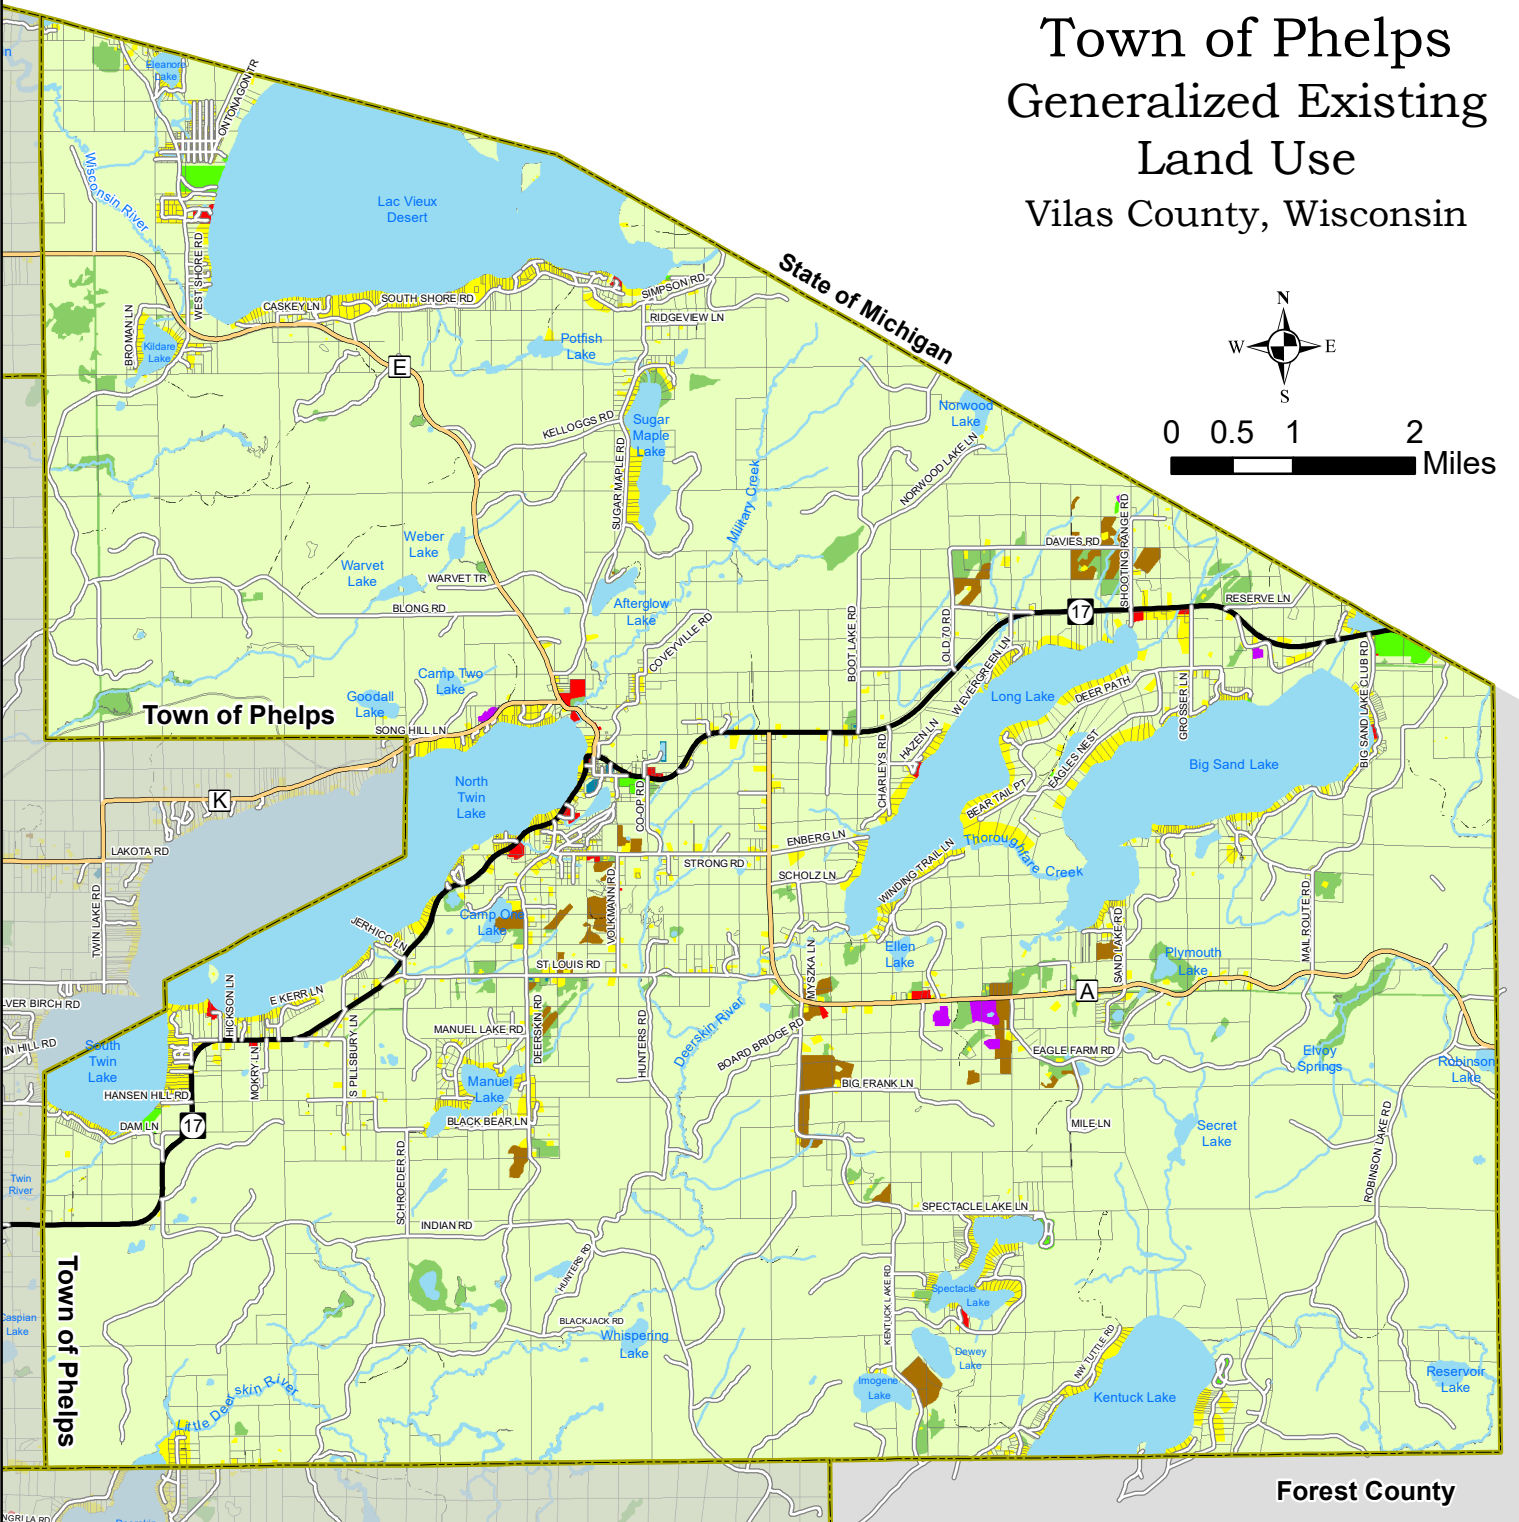 Town of Phelps
Generalized Existing
Land Use
Vilas County, Wisconsin
N
W
E
S
0 0.5 1 2
Miles
State of Michigan
Eleanore
Lake
ONTONAGON TR
Wisconsin River
Lac Vieux
Desert
WEST SHORE RD
CASKEY LN
SOUTH SHORE RD
SIMPSON RD
RIDGEVIEW LN
BROMAN LN
Kildare
Lake
E
Potfish
Lake
KELLOGGS RD
Sugar
Maple
Lake
SUGAR MAPLE RD
Military Creek
Norwood
Lake
NORWOOD LAKE LN
Weber
Lake
Warvet
Lake
WARVET TR
BLONG RD
Afterglow
Lake
COVEYVILLE RD
BOOT LAKE RD
OLD 70 RD
DAVIES RD
SHOOTING RANGE RD
17
RESERVE LN
Camp Two
Lake
Goodall
Lake
Town of Phelps
SONG HILL LN
W EVERGREEN LN
Long Lake
DEER PATH
GROSSER LN
BIG SAND LAKE CLUB RD
HAZEN LN
CHARLEYS RD
EAGLES NEST
Big Sand Lake
North
Twin
Lake
K
CO-OP RD
BEAR TAIL PT
LAKOTA RD
STRONG RD
ENBERG LN
Thoroughfare Creek
SCHOLZ LN
WINDING TRAIL LN
TWIN LAKE RD
VOLKMANN RD
Camp One
Lake
JERHICO LN
MAIL ROUTE RD
SAND LAKE RD
Ellen
Lake
Plymouth
Lake
MYSZKA LN
ST LOUIS RD
A
E KERR LN
HICKSON LN
LVER BIRCH RD
IN HILL RD
South
Twin
Lake
MANUEL LAKE RD
DEERSKIN RD
HUNTERS RD
Deerskin River
BOARD BRIDGE RD
EAGLE FARM RD
Elvoy
Springs
Robinson
Lake
S PILLSBURY LN
MOKRY LN
HANSEN HILL RD
Manuel
Lake
BIG FRANK LN
DAM LN
17
BLACK BEAR LN
MILE LN
Secret
Lake
ROBINSON LAKE RD
Twin
River
SCHROEDER RD
INDIAN RD
SPECTACLE LAKE LN
HUNTERS RD
KENTUCK LAKE RD
Spectacle
Lake
Town of Phelps
Caspian
Lake
BLACKJACK RD
Whispering
Lake
Dewey
Lake
NW TUTTLE RD
Imogene
Lake
Kentuck Lake
Reservoir
Lake
Little Deerskin River
Forest County
NGRI LA RD